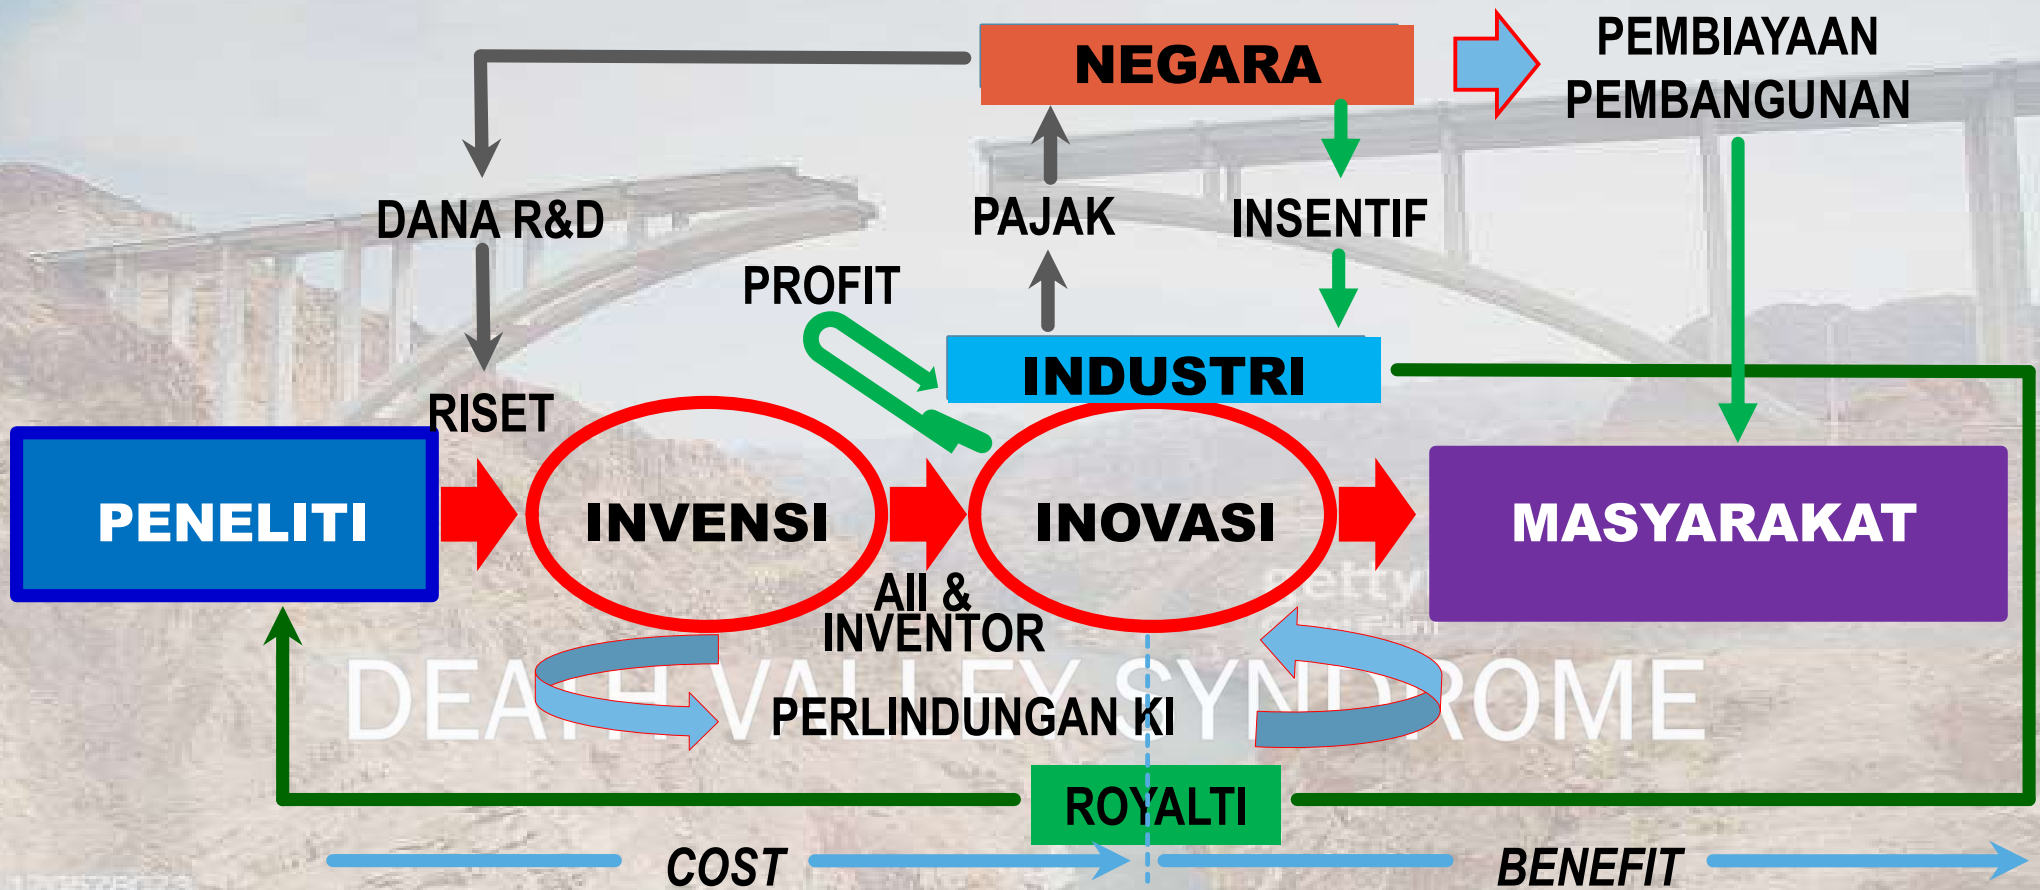 NEGARA
PEMBIAYAAN
PEMBANGUNAN
DANA R&D
PAJAK
INSENTIF
PROFIT
INDUSTRI
RISET
PENELITI
INVENSI
INOVASI
MASYARAKAT
AII &
INVENTOR
getty
DEATH VALLEY SYNDROME
PERLINDUNGAN KI
ROYALTI
COST
BENEFIT